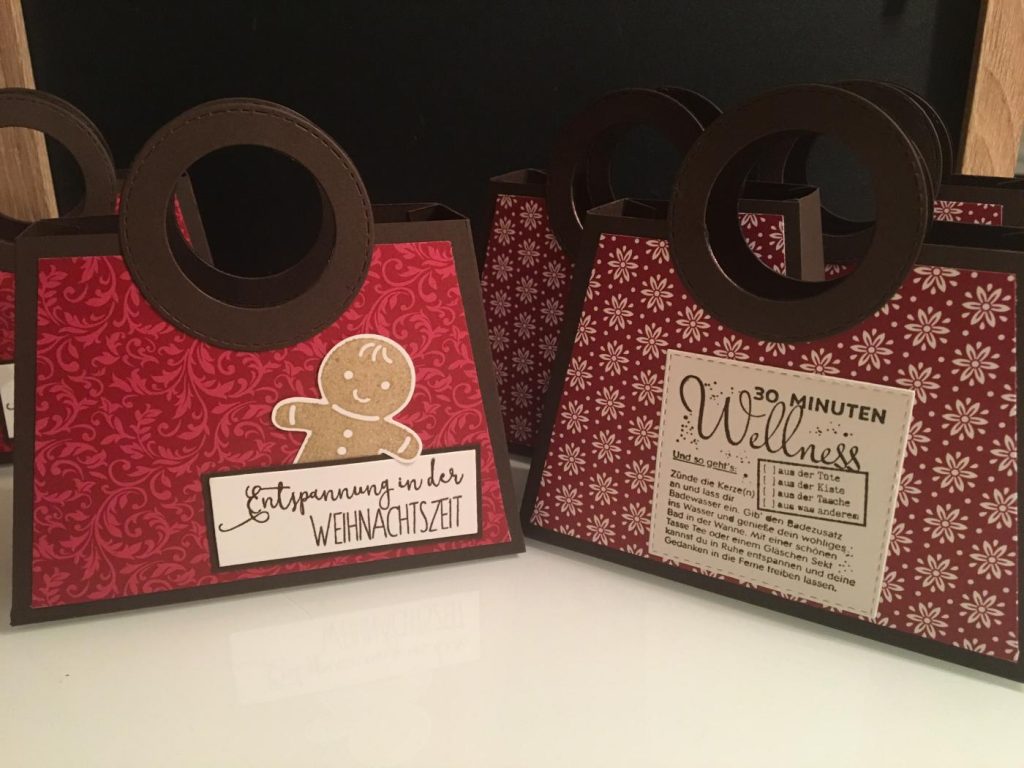 Entspannung in der
WEIHNACHTSZEIT
30 MINUTEN
Wellness
Und so geht's:
[ ] aus der Tüte
[ ] aus der Kiste
[ ] aus der Tasche
[ ] aus was anderem
Zünde die Kerze(n)
an und lass dir
Badewasser ein. Gib' den Badezusatz
ins Wasser und genieße dein wohliges
Bad in der Wanne. Mit einer schönen
Tasse Tee oder einem Gläschen Sekt
kannst du in Ruhe entspannen und deine
Gedanken in die Ferne treiben lassen.